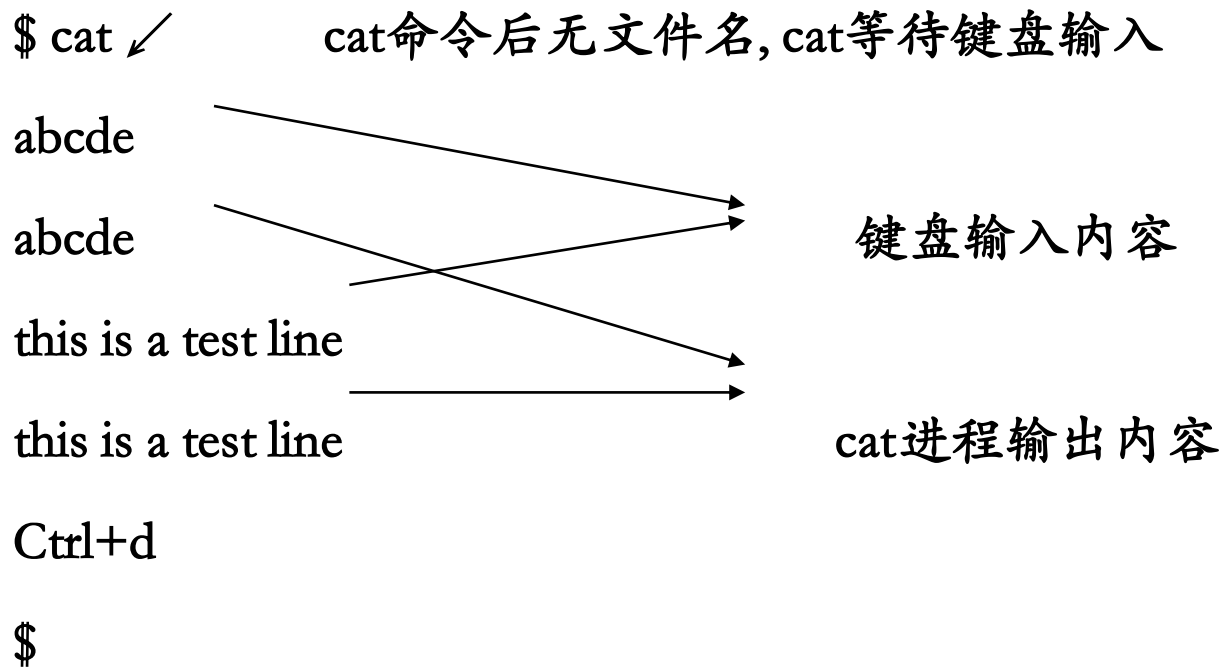 $ cat ↙ cat命令后无文件名, cat等待键盘输入
abcde
abcde 键盘输入内容
this is a test line
this is a test line cat进程输出内容
Ctrl+d
$